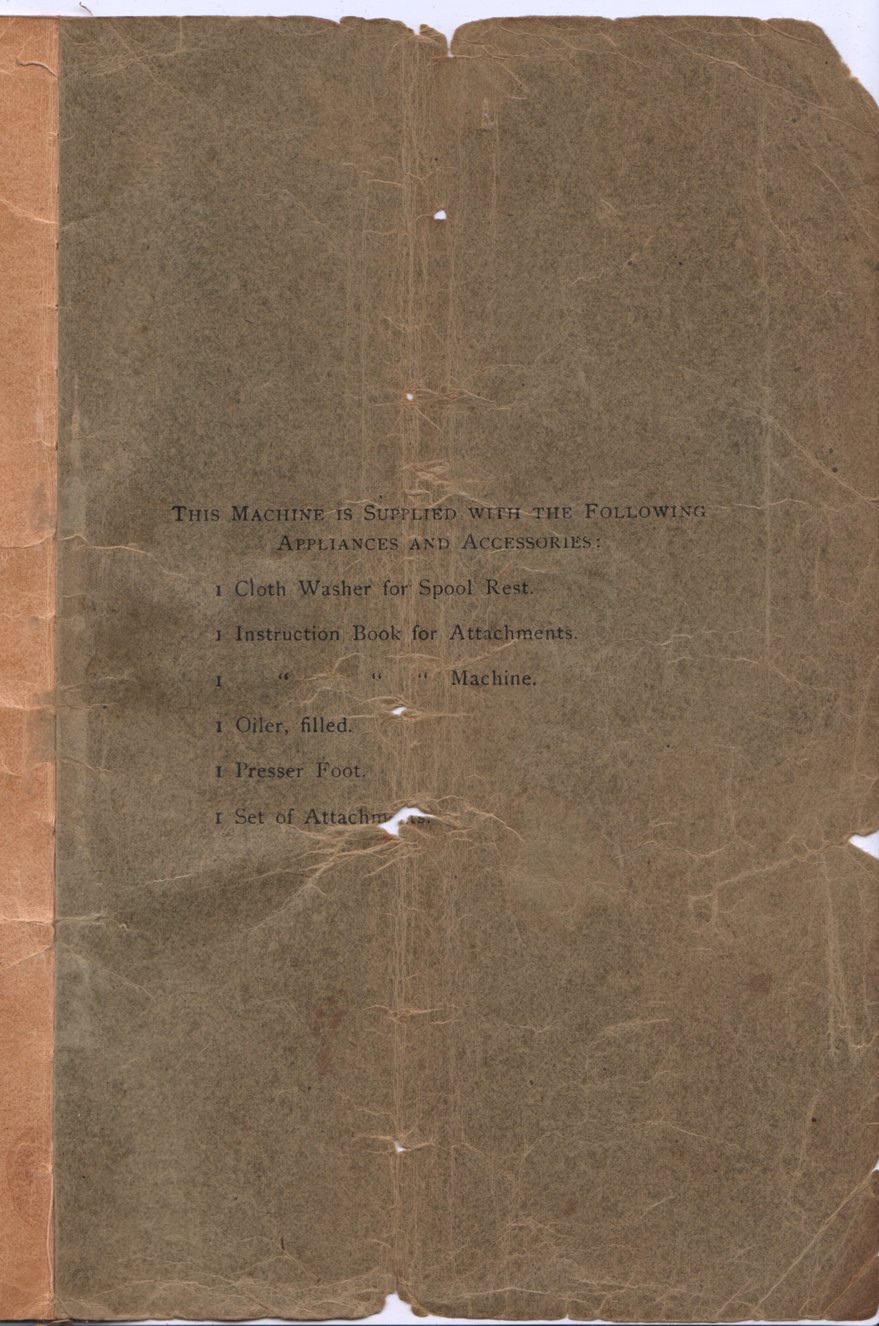 This Machine is Supplied with the Following
Appliances and Accessories:
1 Cloth Washer for Spool Rest.
1 Instruction Book for Attachments.
1 “ “ “ Machine.
1 Oiler, filled.
1 Presser Foot.
1 Set of